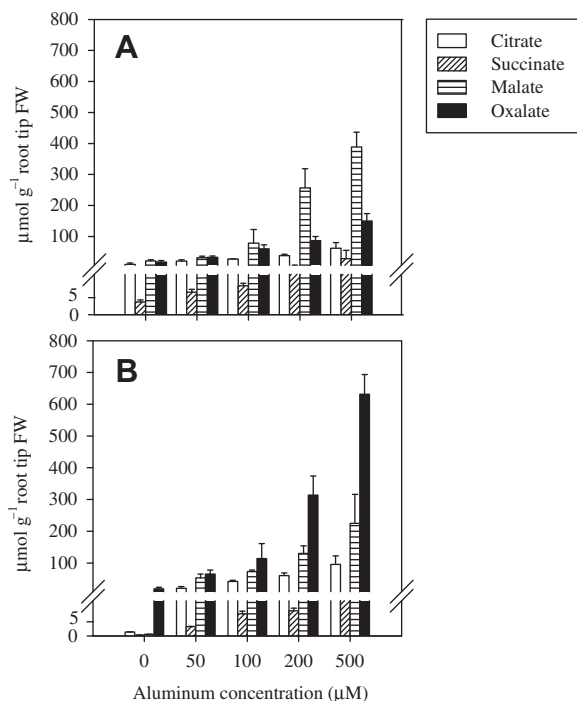 A
Citrate
Succinate
Malate
Oxalate
µmol g⁻¹ root tip FW
800
700
600
500
400
300
200
100
5
0
B
µmol g⁻¹ root tip FW
800
700
600
500
400
300
200
100
5
0
0 50 100 200 500
Aluminum concentration (µM)